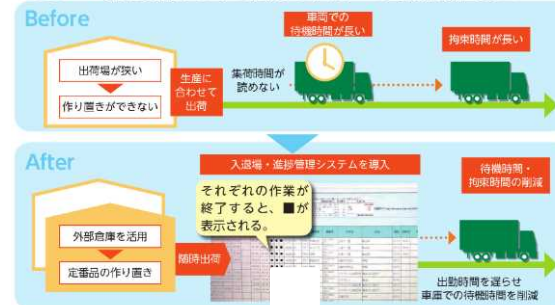 Before
車両での
待機時間が長い
拘束時間が長い
出荷場が狭い
作り置きができない
生産に
合わせて
出荷
集荷時間が
読めない
After
入退場・進捗管理システムを導入
待機時間・
拘束時間の削減
それぞれの作業が
終了すると、■が
表示される。
外部倉庫を活用
定番品の作り置き
随時出荷
出勤時間を遅らせ
車庫での待機時間を削減